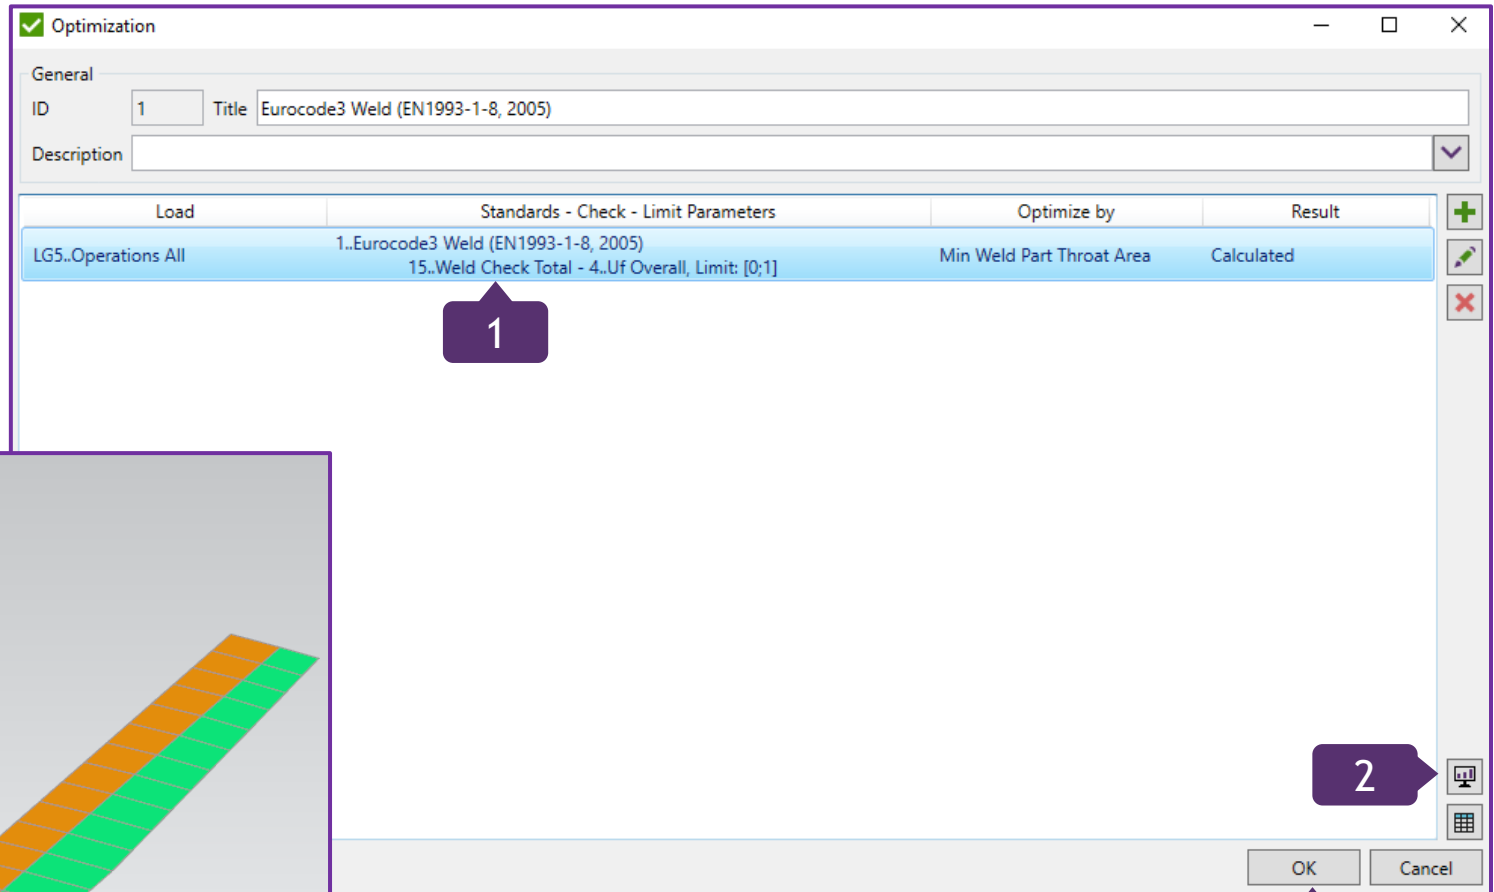 Optimization
General
ID 1 Title Eurocode3 Weld (EN1993-1-8, 2005)
Description
Load Standards - Check - Limit Parameters Optimize by Result
LG5..Operations All 1..Eurocode3 Weld (EN1993-1-8, 2005) Min Weld Part Throat Area Calculated
15..Weld Check Total - 4..Uf Overall, Limit: [0;1]
1
2
OK Cancel